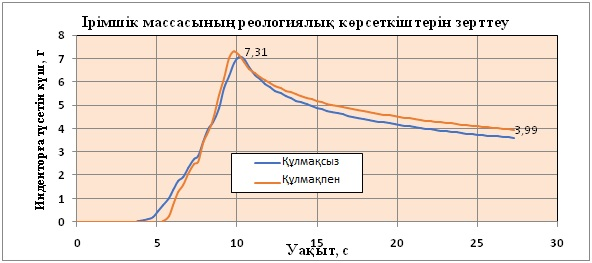 Ірімшік массасының реологиялық көрсеткіштерін зерттеу
Инденторға түсетін күш, г
8
7
6
5
4
3
2
1
0
7,31
3,99
Құлмақсыз
Құлмақпен
0 5 10 15 20 25 30
Уақыт, с